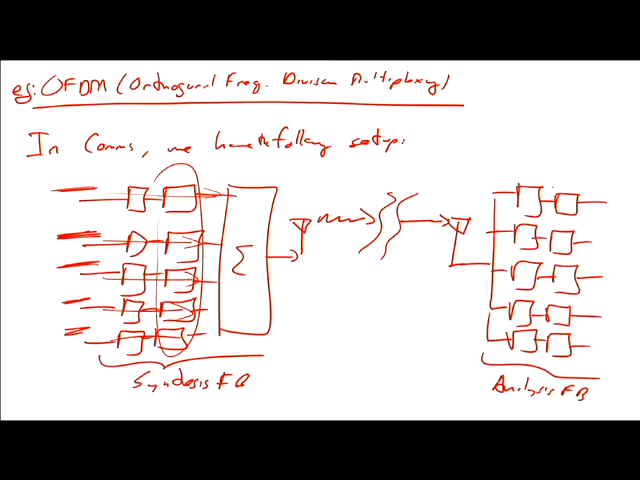 eg: OFDM (Orthogonal Freq. Division Multiplexing)
In Comms, we have the following setup:
Σ
Synthesis FB
Analysis FB